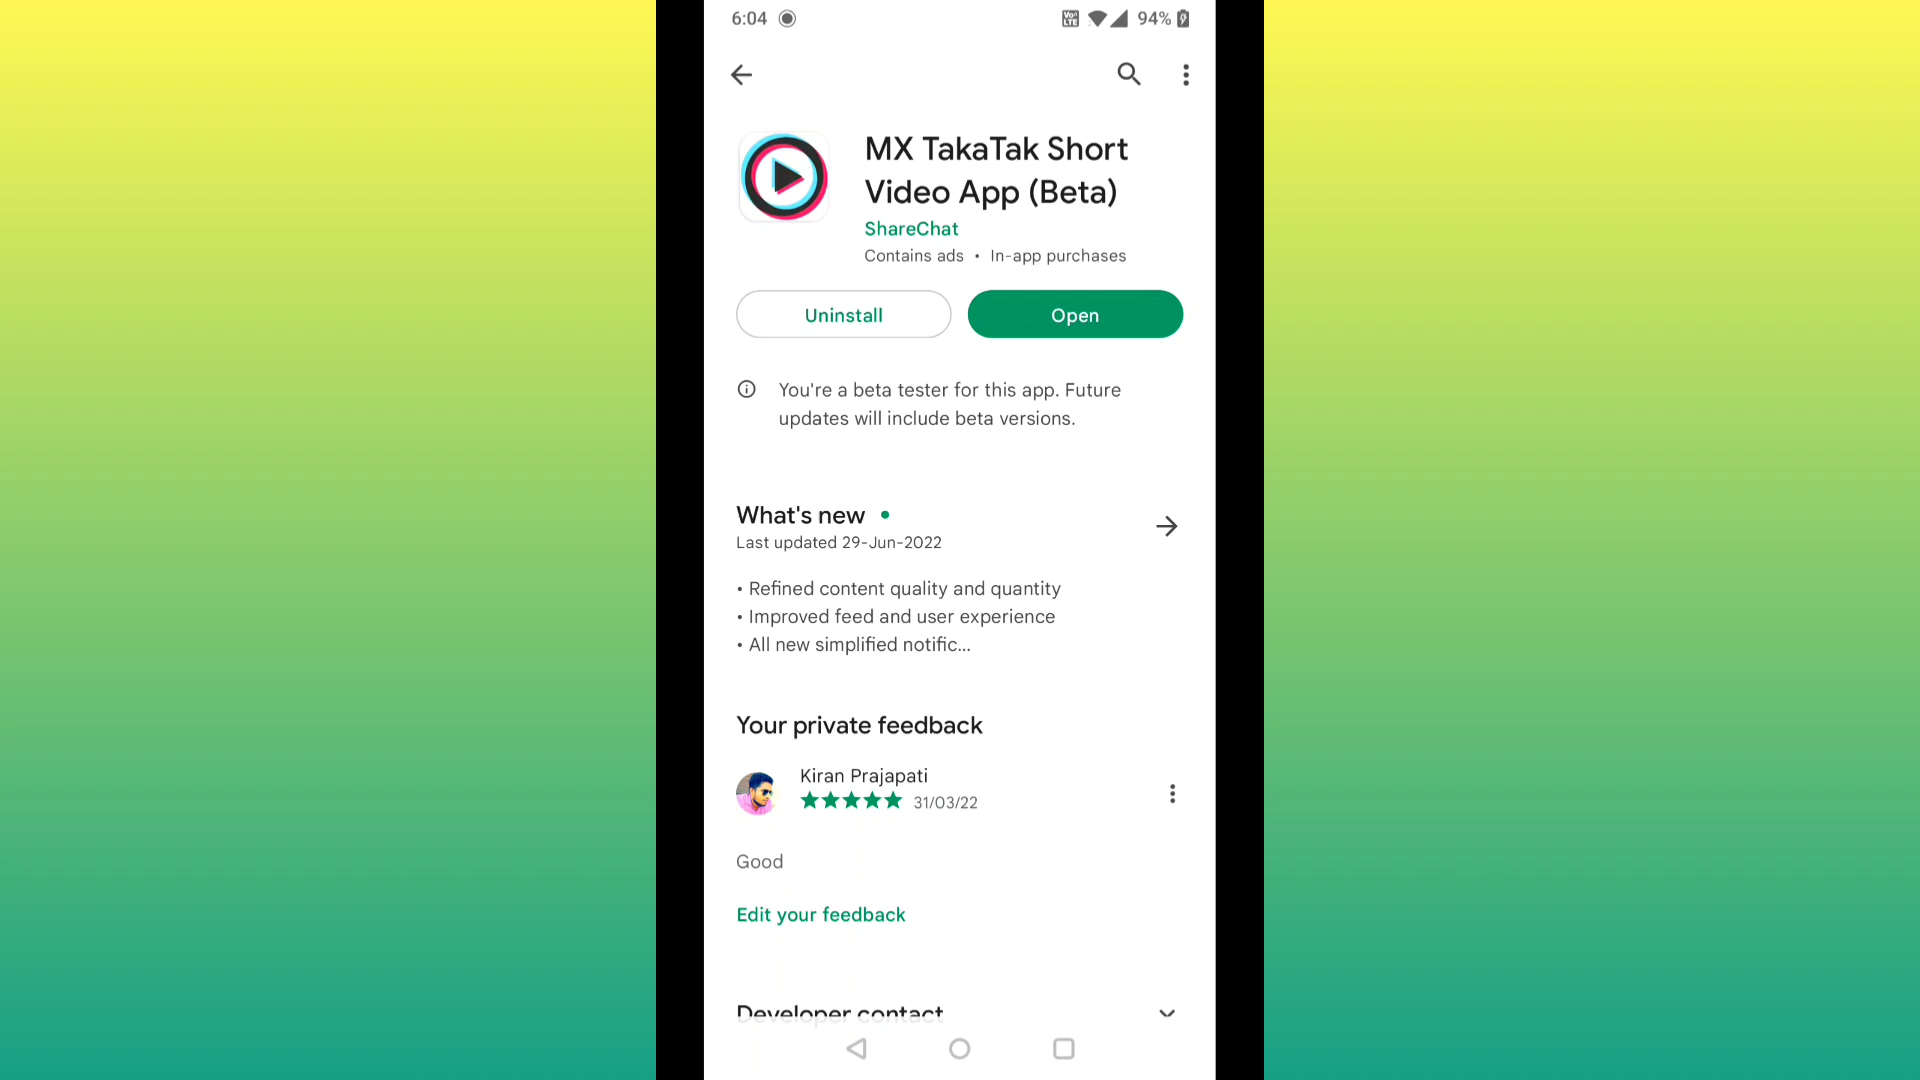 6:04 Vo LTE 94%
MX TakaTak Short
Video App (Beta)
ShareChat
Contains ads • In-app purchases
Uninstall Open
You're a beta tester for this app. Future
updates will include beta versions.
What's new •
Last updated 29-Jun-2022
• Refined content quality and quantity
• Improved feed and user experience
• All new simplified notific...
Your private feedback
Kiran Prajapati
31/03/22
Good
Edit your feedback
Developer contact